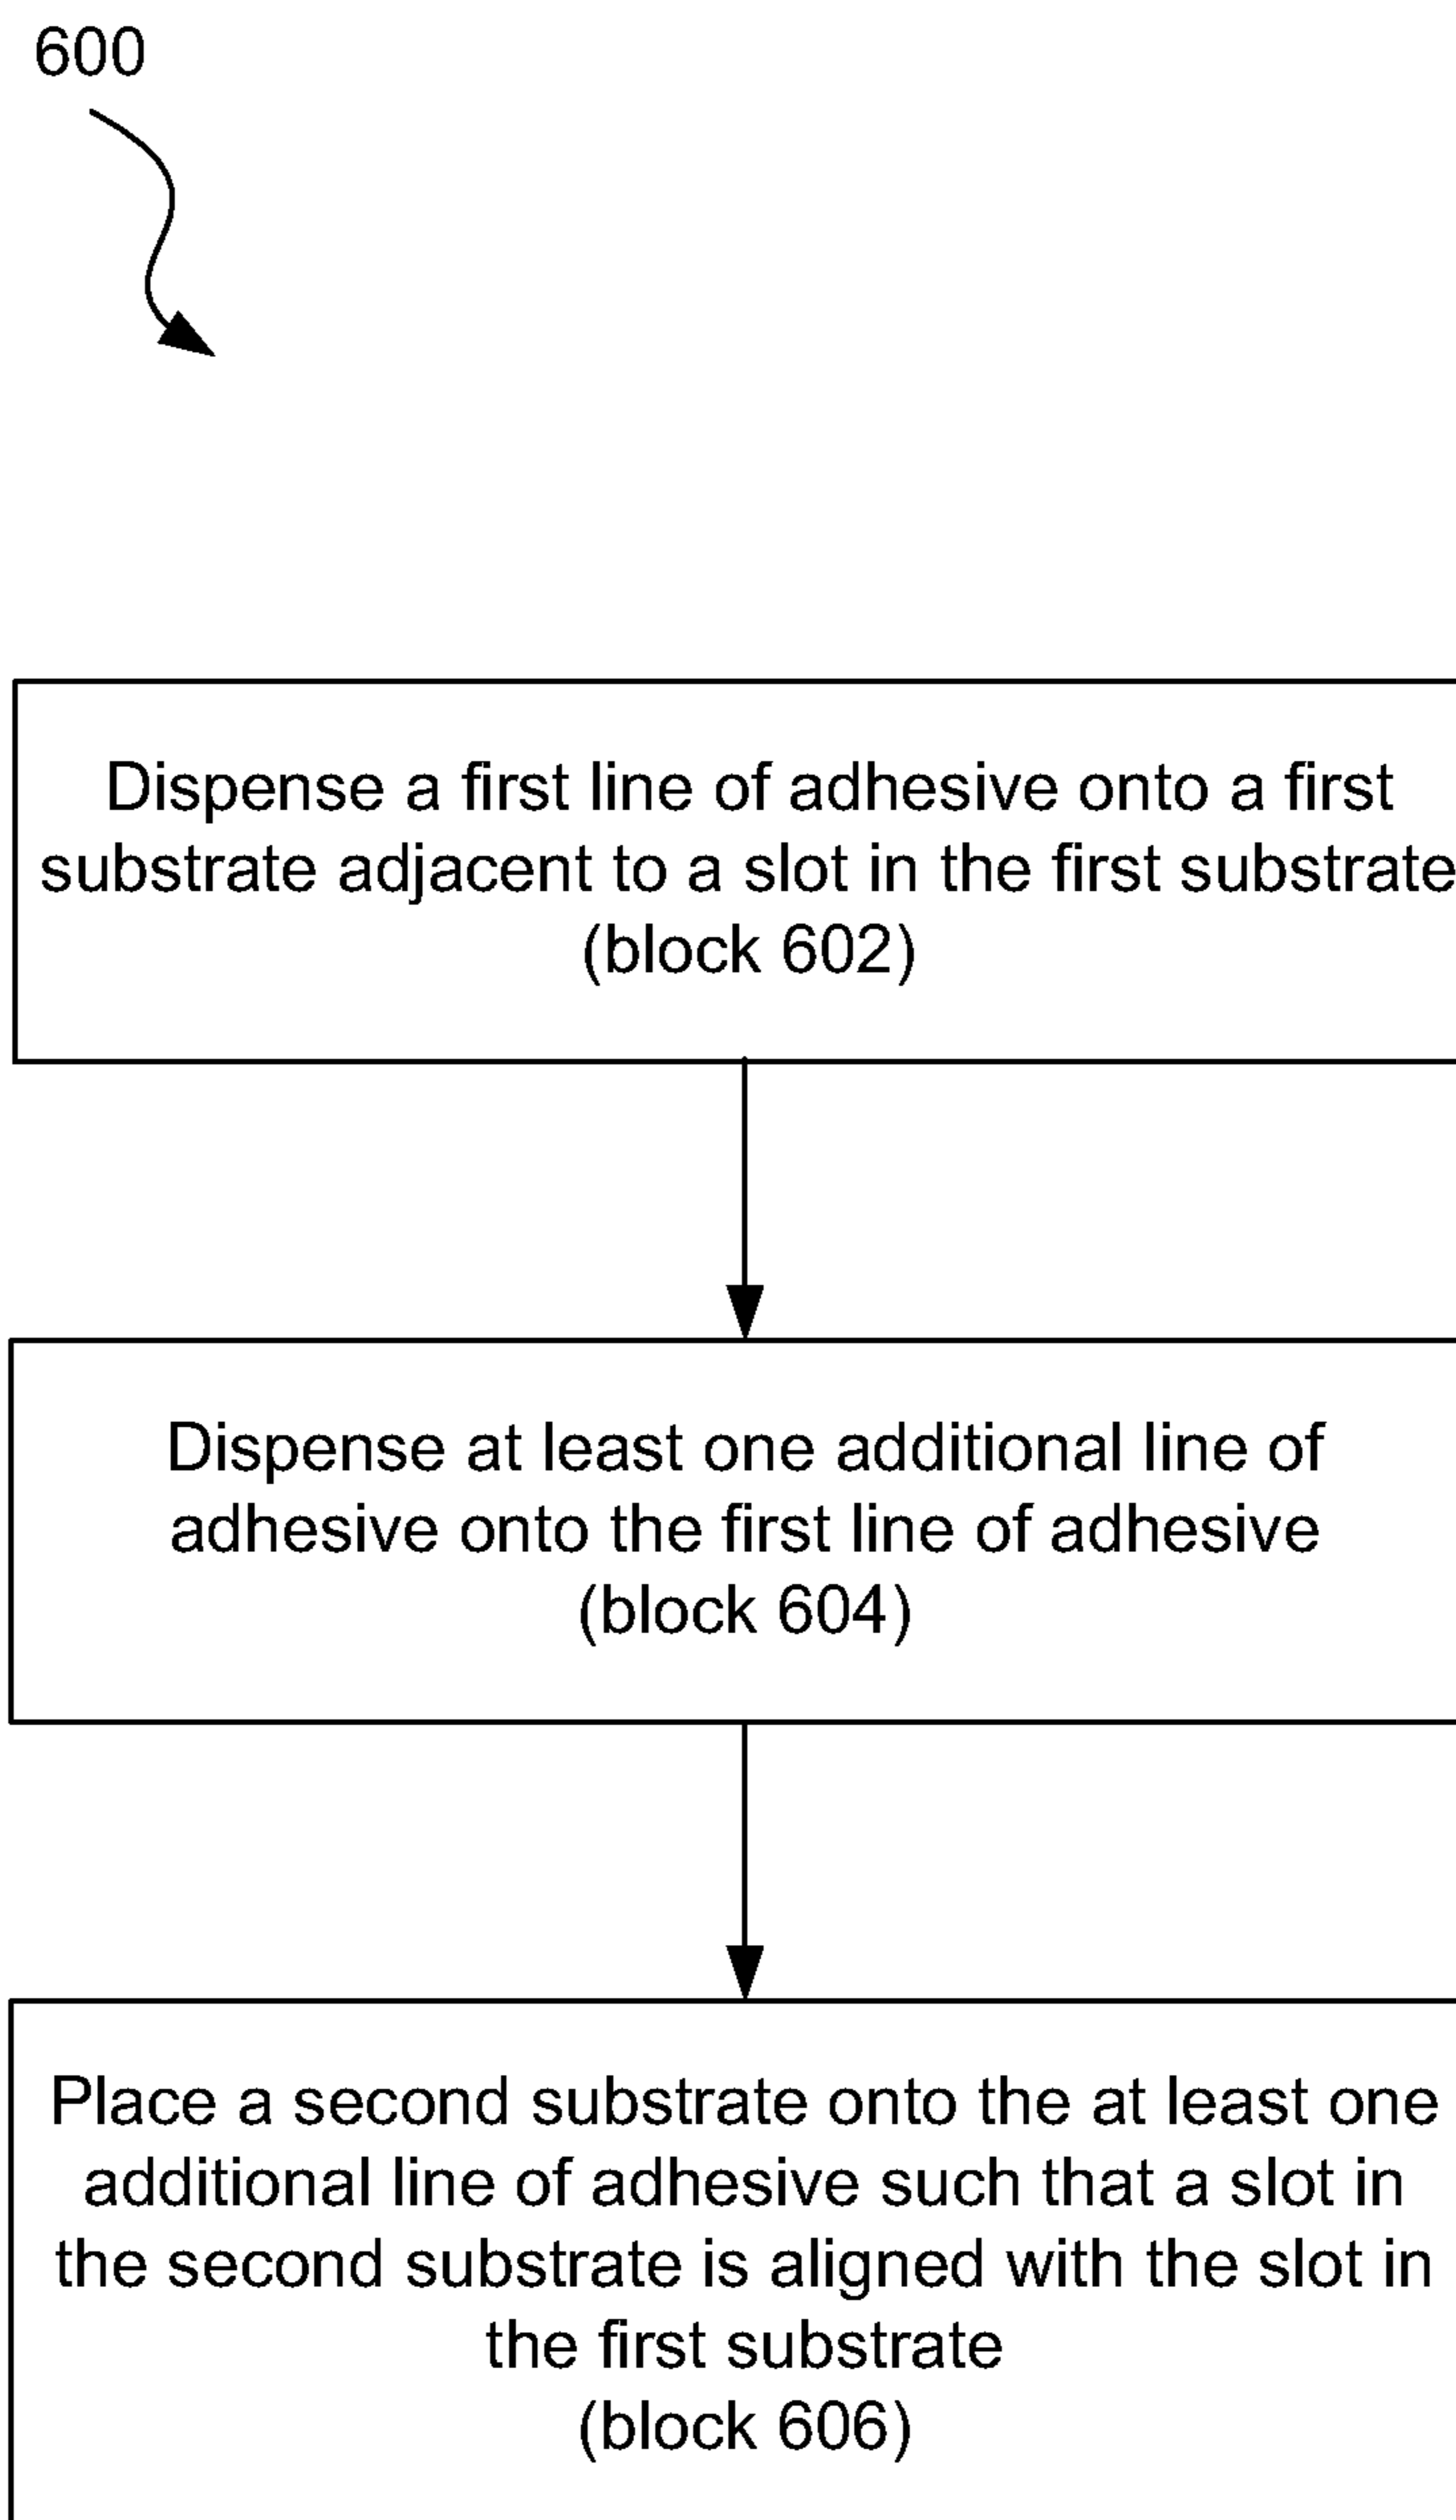 600
Dispense a first line of adhesive onto a first
substrate adjacent to a slot in the first substrate
(block 602)
Dispense at least one additional line of
adhesive onto the first line of adhesive
(block 604)
Place a second substrate onto the at least one
additional line of adhesive such that a slot in
the second substrate is aligned with the slot in
the first substrate
(block 606)